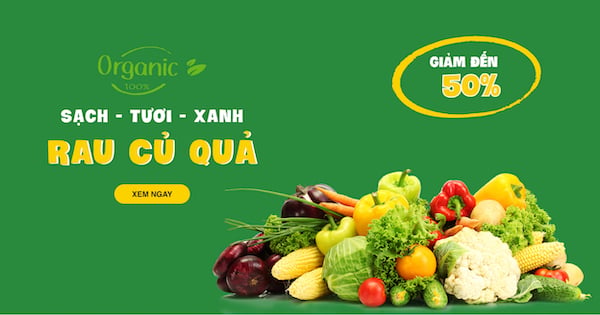 Organic
100%
SẠCH - TƯƠI - XANH
RAU CỦ QUẢ
XEM NGAY
GIẢM ĐẾN
50%